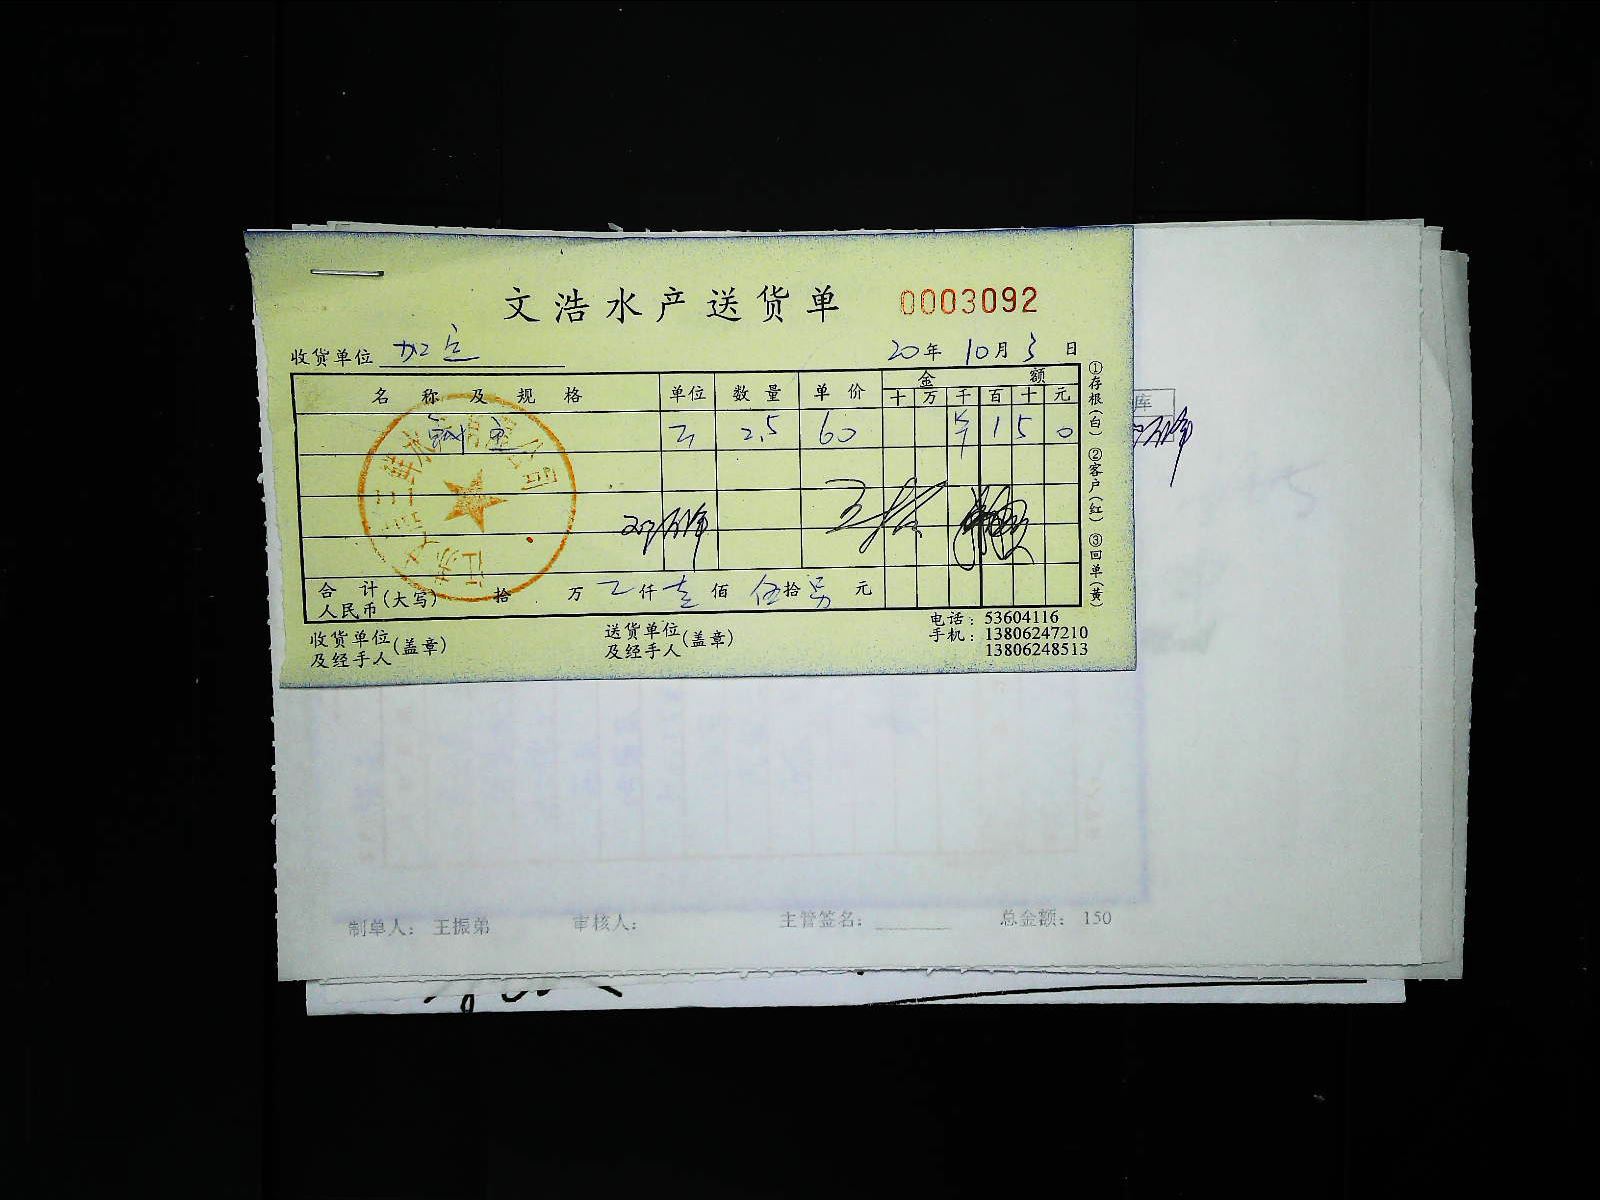 文浩水产送货单 0003092
收货单位 加 20年 10月 3日
名称及规格 单位 数量 单价 金额
十 万 千 百 十 元
2.5 60 1 5 0
合计人民币(大写) 拾 万 仟 壹 佰 伍 拾 元
收货单位及经手人(盖章) 送货单位及经手人(盖章)
电话：53604116
手机：13806247210
13806248513
①存根(白) ②客户(红) ③回单(黄)
库
制单人： 王振弟 审核人： 主管签名： 总金额： 150